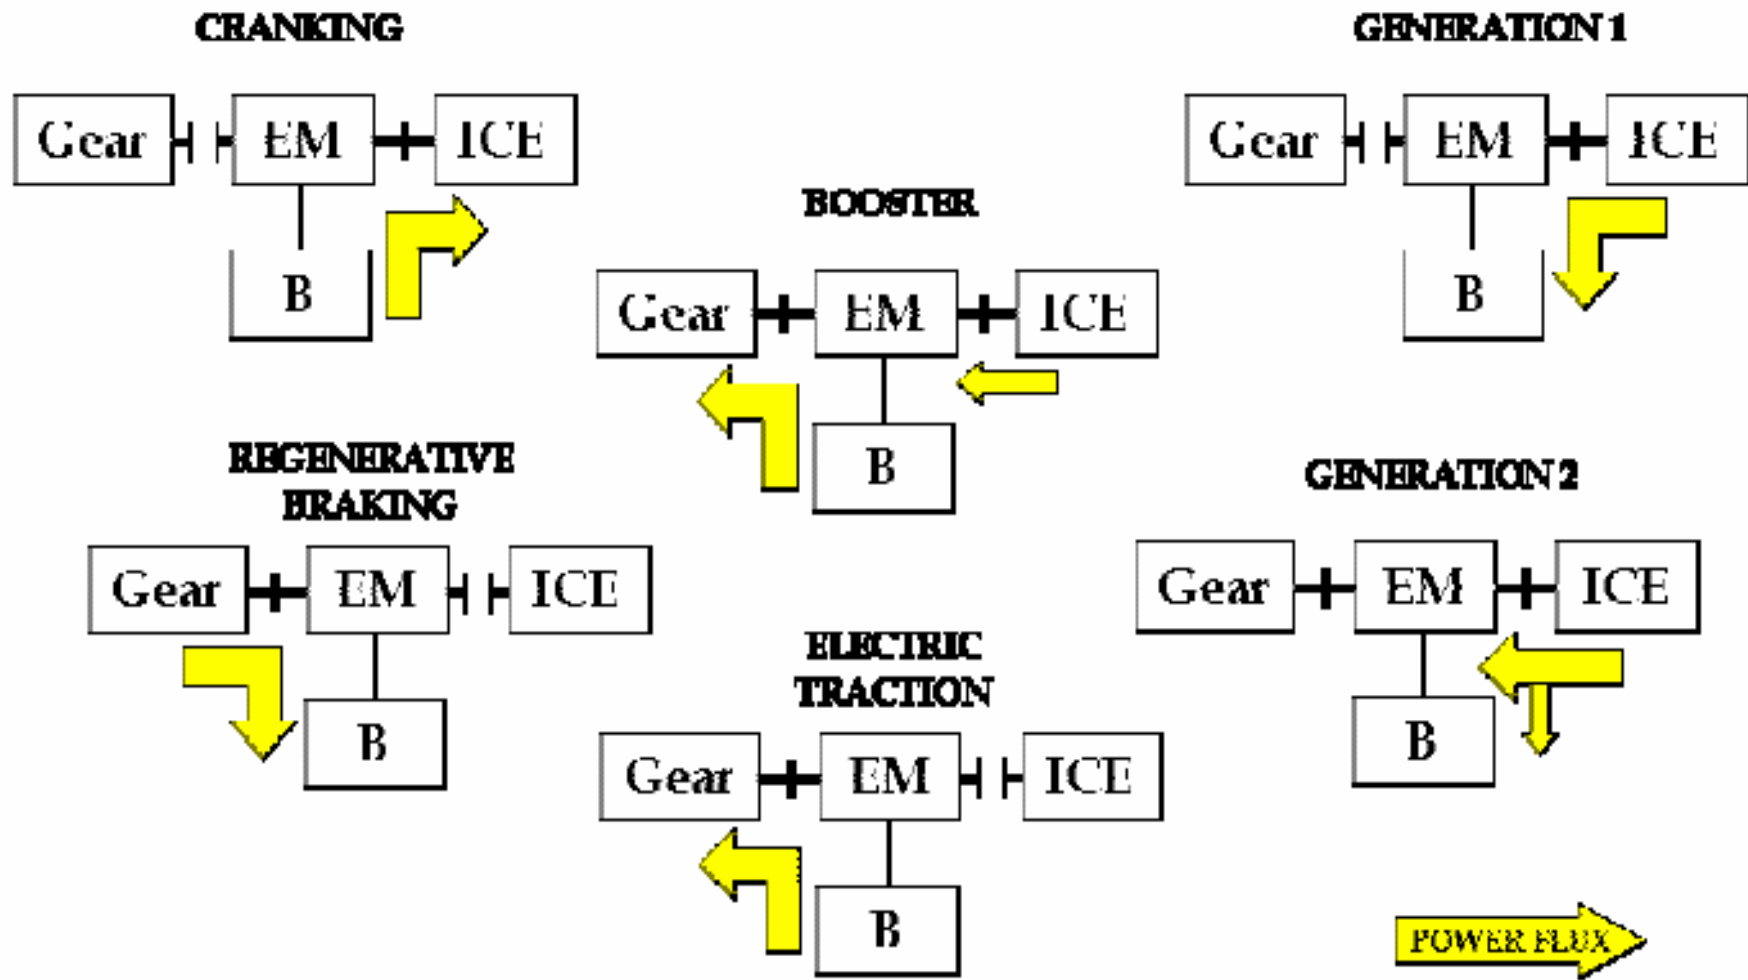 CRANKING
Gear EM ICE
B
GENERATION 1
Gear EM ICE
B
BOOSTER
Gear EM ICE
B
REGENERATIVE
BRAKING
Gear EM ICE
B
GENERATION 2
Gear EM ICE
B
ELECTRIC
TRACTION
Gear EM ICE
B
POWER FLUX